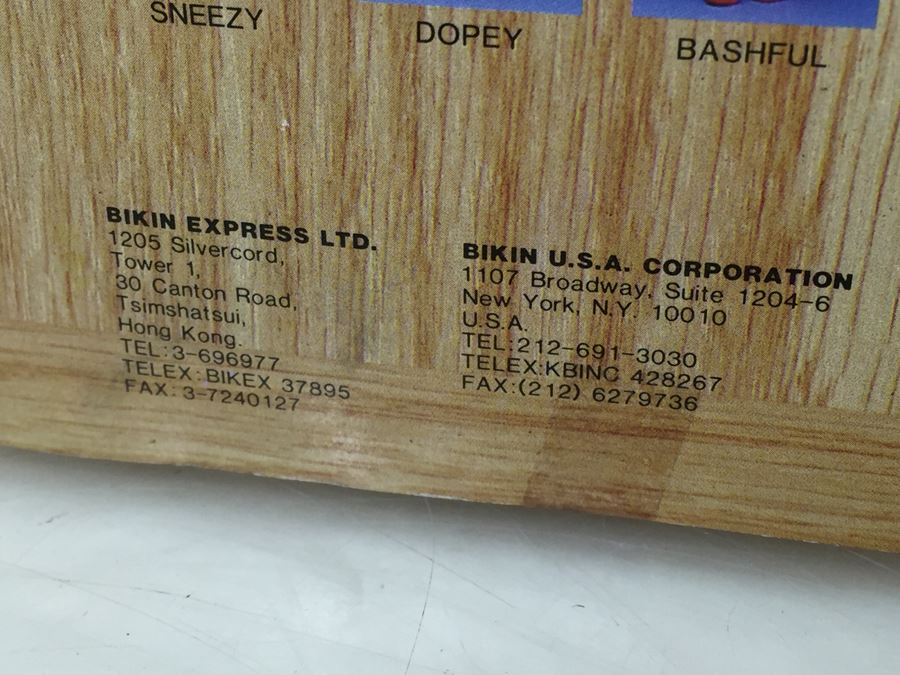 SNEEZY
DOPEY
BASHFUL
BIKIN EXPRESS LTD.
1205 Silvercord,
Tower 1,
30 Canton Road,
Tsimshatsui,
Hong Kong.
TEL:3-696977
TELEX:BIKEX 37895
FAX:3-7240127
BIKIN U.S.A. CORPORATION
1107 Broadway, Suite 1204-6
New York, N.Y. 10010
U.S.A.
TEL:212-691-3030
TELEX:KBINC 428267
FAX:(212) 6279736